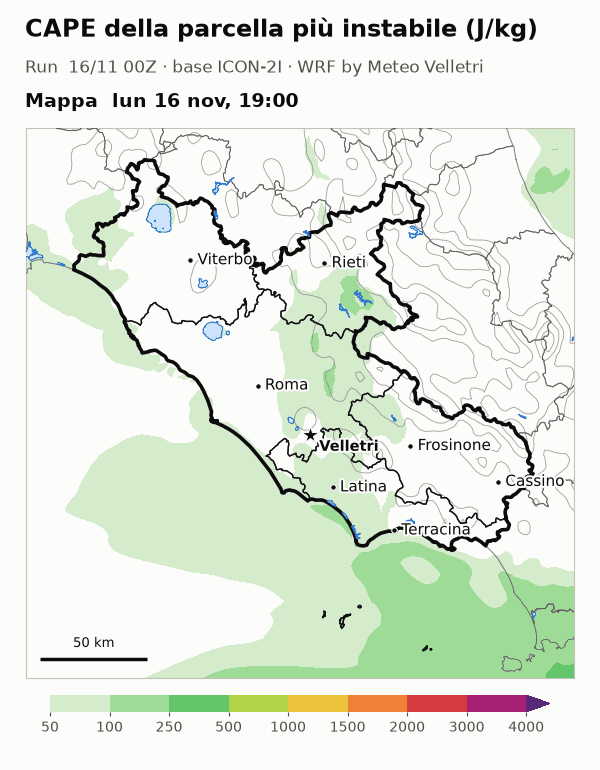 CAPE della parcella più instabile (J/kg)
Run  16/11 00Z · base ICON-2I · WRF by Meteo Velletri
Mappa  lun 16 nov, 19:00
Viterbo
Rieti
Roma
Velletri
Frosinone
Latina
Cassino
Terracina
50 km
50 100 250 500 1000 1500 2000 3000 4000